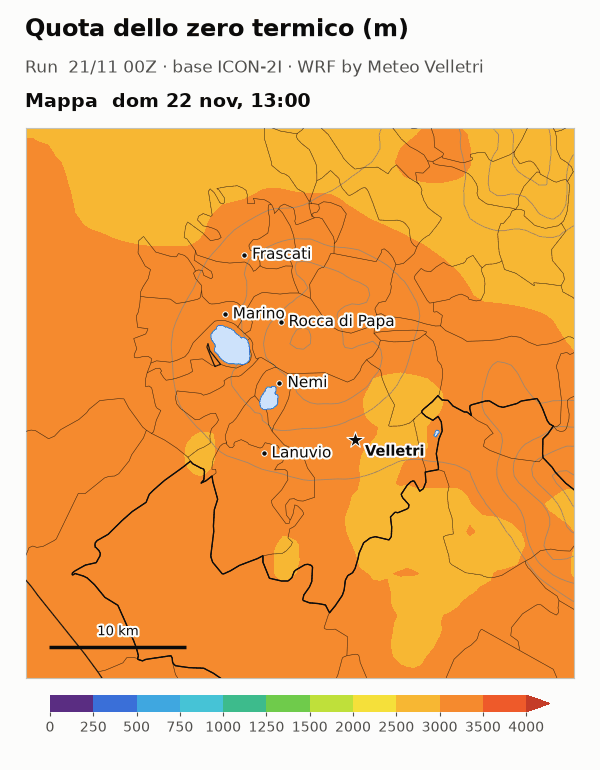 Quota dello zero termico (m)
Run 21/11 00Z · base ICON-2I · WRF by Meteo Velletri
Mappa dom 22 nov, 13:00
Frascati
Marino
Rocca di Papa
Nemi
Velletri
Lanuvio
10 km
0 250 500 750 1000 1250 1500 2000 2500 3000 3500 4000